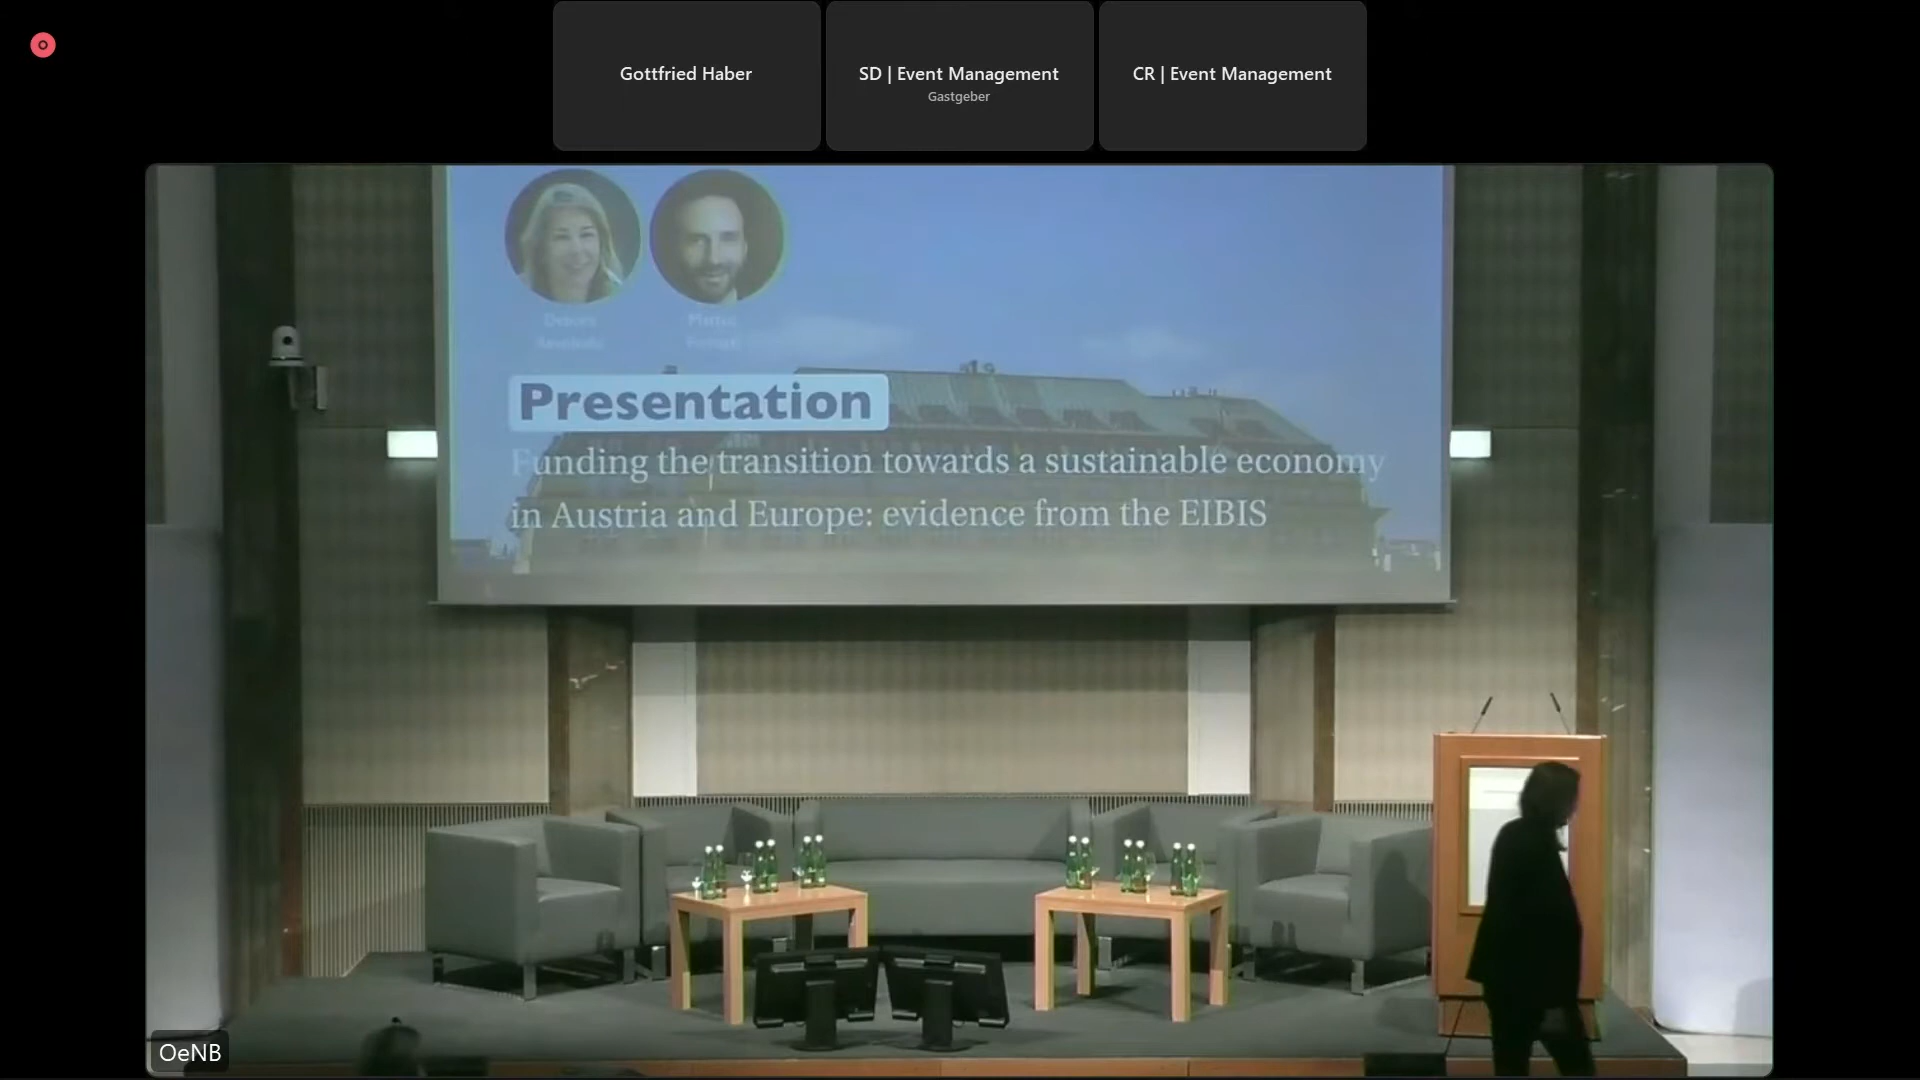 Gottfried Haber
SD | Event Management
Gastgeber
CR | Event Management
Presentation
Funding the transition towards a sustainable economy
in Austria and Europe: evidence from the EIBIS
OeNB